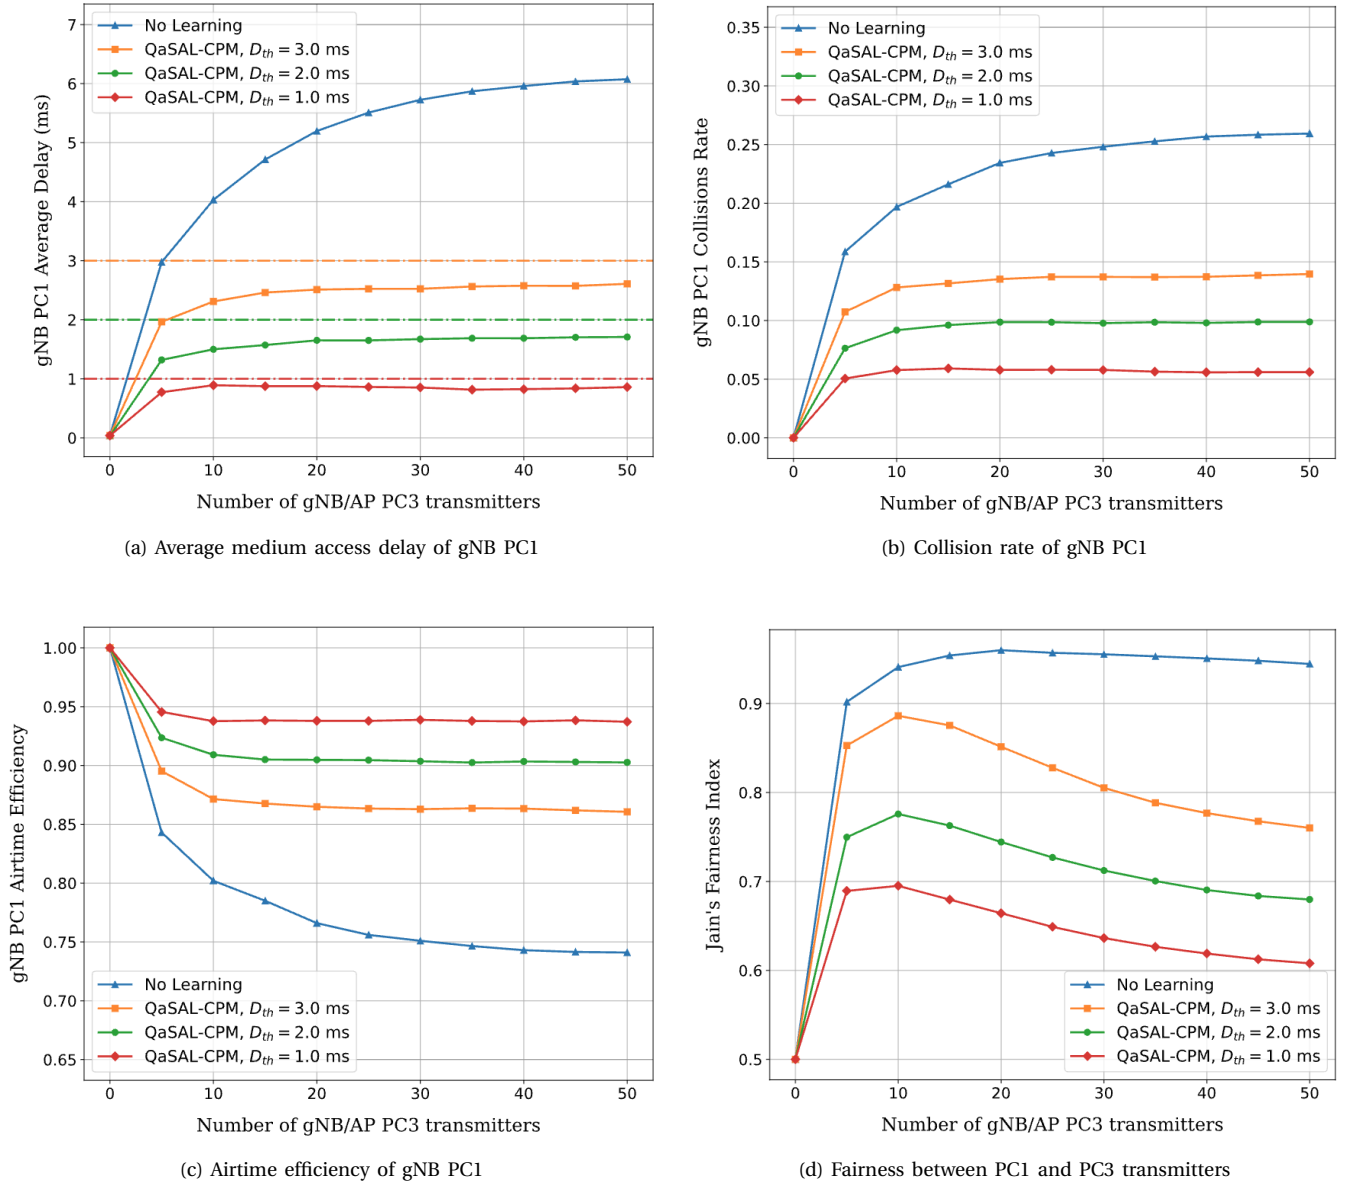 No Learning
QaSAL-CPM, D_th = 3.0 ms
QaSAL-CPM, D_th = 2.0 ms
QaSAL-CPM, D_th = 1.0 ms
gNB PC1 Average Delay (ms)
7
6
5
4
3
2
1
0
0 10 20 30 40 50
Number of gNB/AP PC3 transmitters
(a) Average medium access delay of gNB PC1
No Learning
QaSAL-CPM, D_th = 3.0 ms
QaSAL-CPM, D_th = 2.0 ms
QaSAL-CPM, D_th = 1.0 ms
gNB PC1 Collisions Rate
0.35
0.30
0.25
0.20
0.15
0.10
0.05
0.00
0 10 20 30 40 50
Number of gNB/AP PC3 transmitters
(b) Collision rate of gNB PC1
gNB PC1 Airtime Efficiency
1.00
0.95
0.90
0.85
0.80
0.75
0.70
0.65
No Learning
QaSAL-CPM, D_th = 3.0 ms
QaSAL-CPM, D_th = 2.0 ms
QaSAL-CPM, D_th = 1.0 ms
0 10 20 30 40 50
Number of gNB/AP PC3 transmitters
(c) Airtime efficiency of gNB PC1
Jain's Fairness Index
0.9
0.8
0.7
0.6
0.5
No Learning
QaSAL-CPM, D_th = 3.0 ms
QaSAL-CPM, D_th = 2.0 ms
QaSAL-CPM, D_th = 1.0 ms
0 10 20 30 40 50
Number of gNB/AP PC3 transmitters
(d) Fairness between PC1 and PC3 transmitters